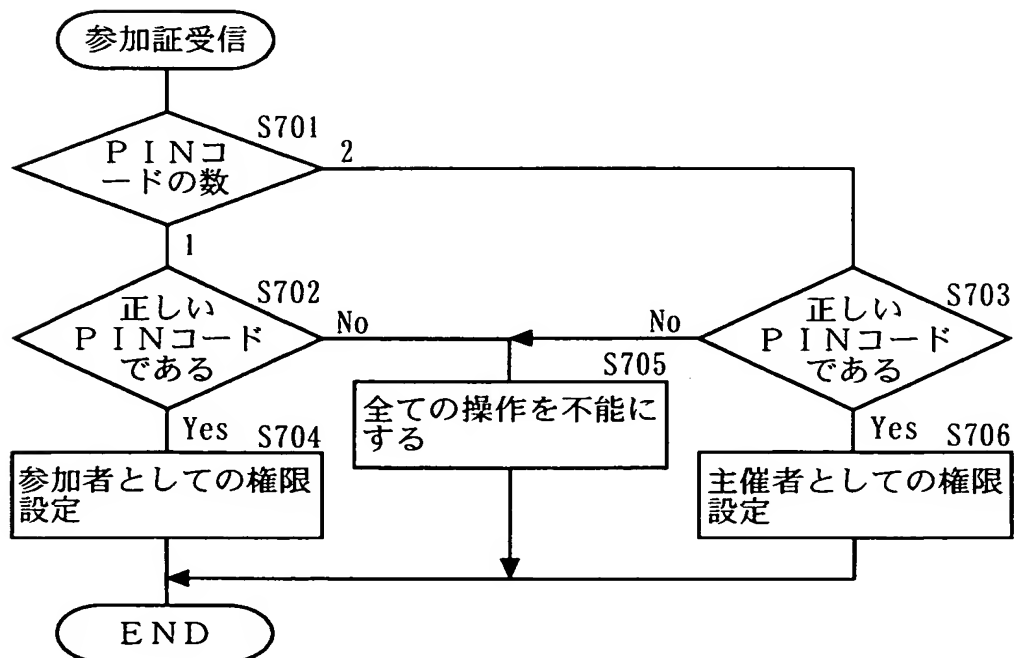 参加証受信
S701
ＰＩＮコ
ードの数
2
1
S702
正しい
ＰＩＮコード
である
No
No
S703
正しい
ＰＩＮコード
である
S705
全ての操作を不能に
する
Yes
S704
参加者としての権限
設定
Yes
S706
主催者としての権限
設定
ＥＮＤ